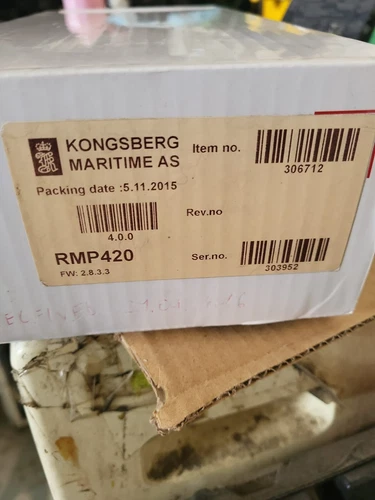 KONGSBERG
MARITIME AS
Item no.
306712
Packing date :5.11.2015
4.0.0
Rev.no
RMP420
FW: 2.8.3.3
Ser.no.
303952